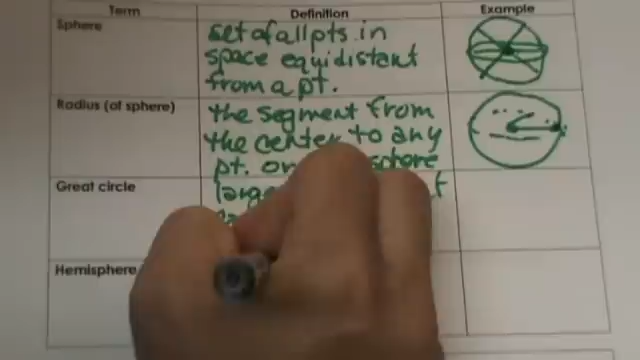 Term Definition Example
Sphere
set of all pts. in
space equidistant
from a pt.
Radius (of sphere)
the segment from
the center to any
pt. on sphere
Great circle
Hemisphere